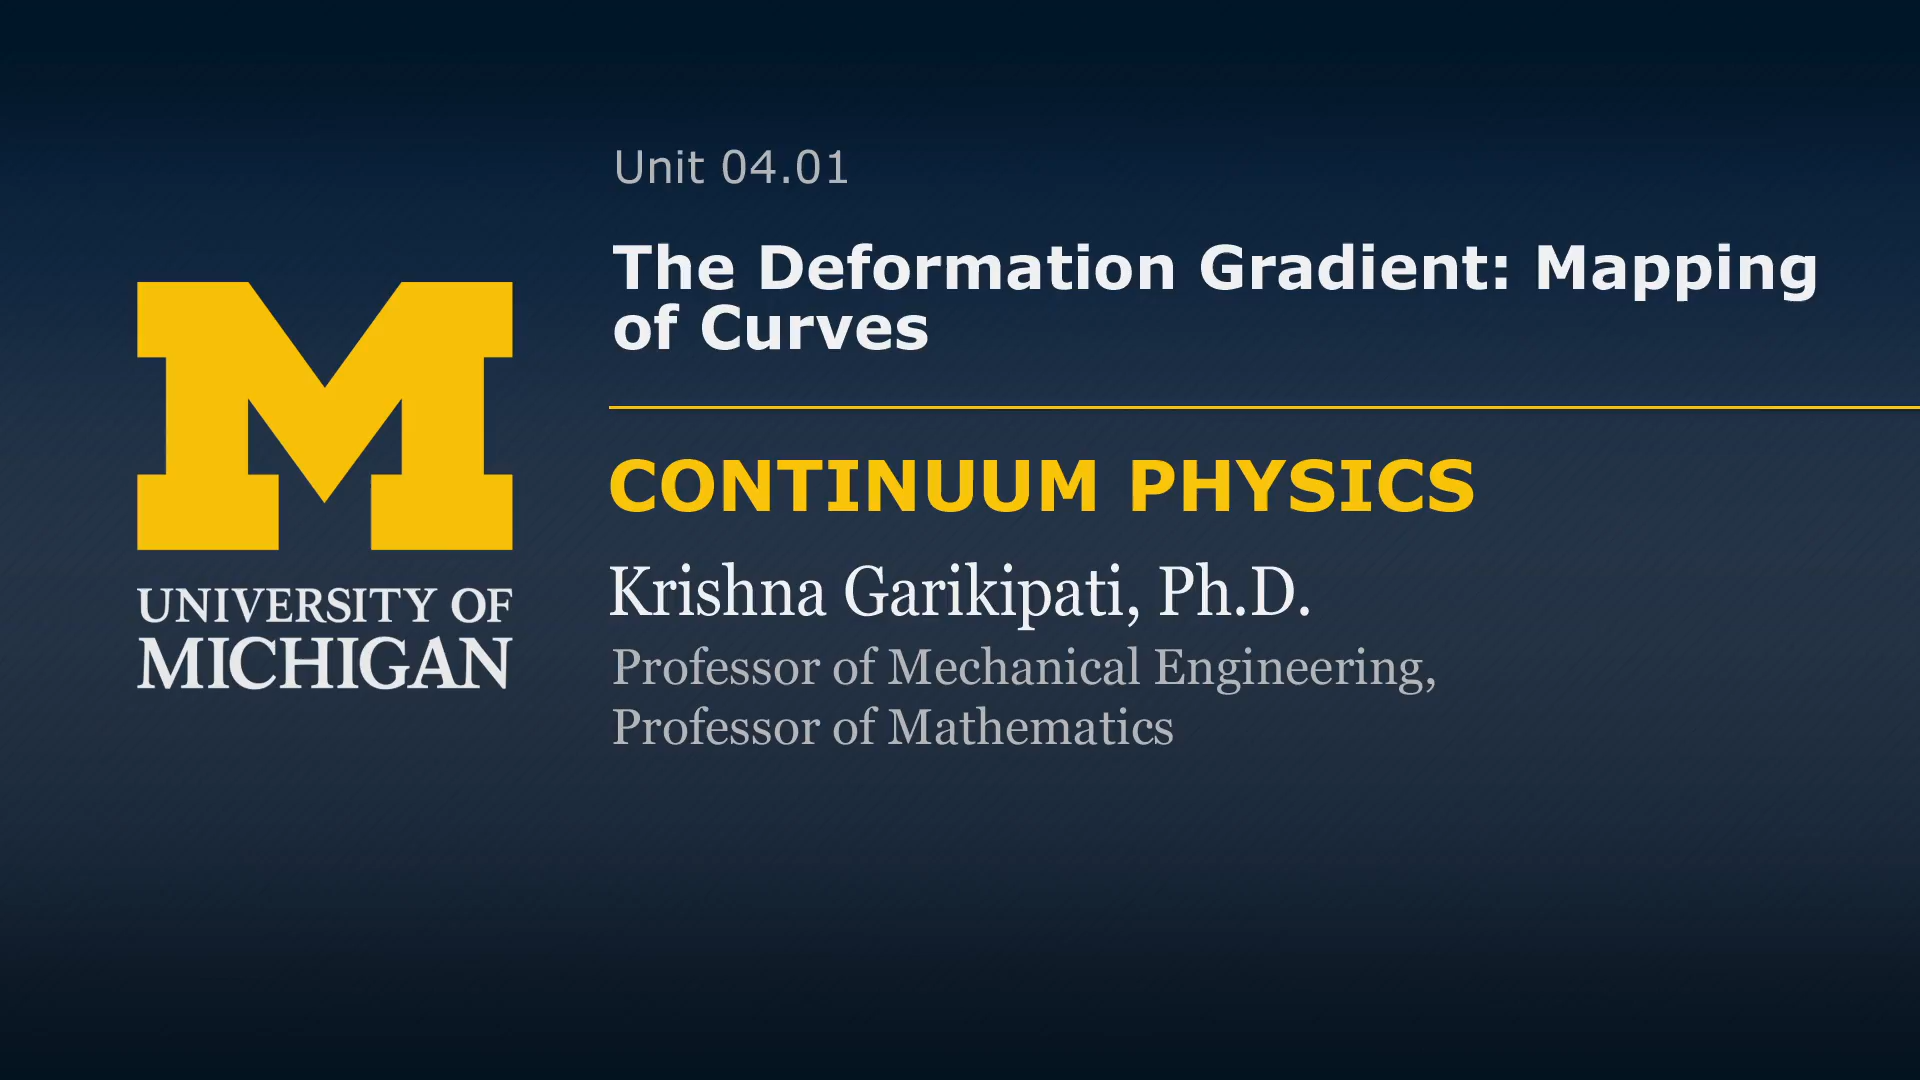 Unit 04.01
The Deformation Gradient: Mapping
of Curves
CONTINUUM PHYSICS
Krishna Garikipati, Ph.D.
Professor of Mechanical Engineering,
Professor of Mathematics
M
UNIVERSITY OF
MICHIGAN